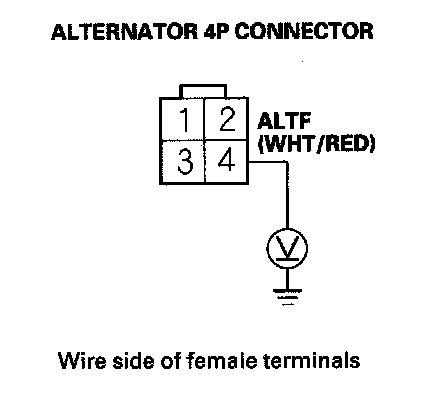 ALTERNATOR 4P CONNECTOR
1 2
ALTF
(WHT/RED)
3 4
V
Wire side of female terminals